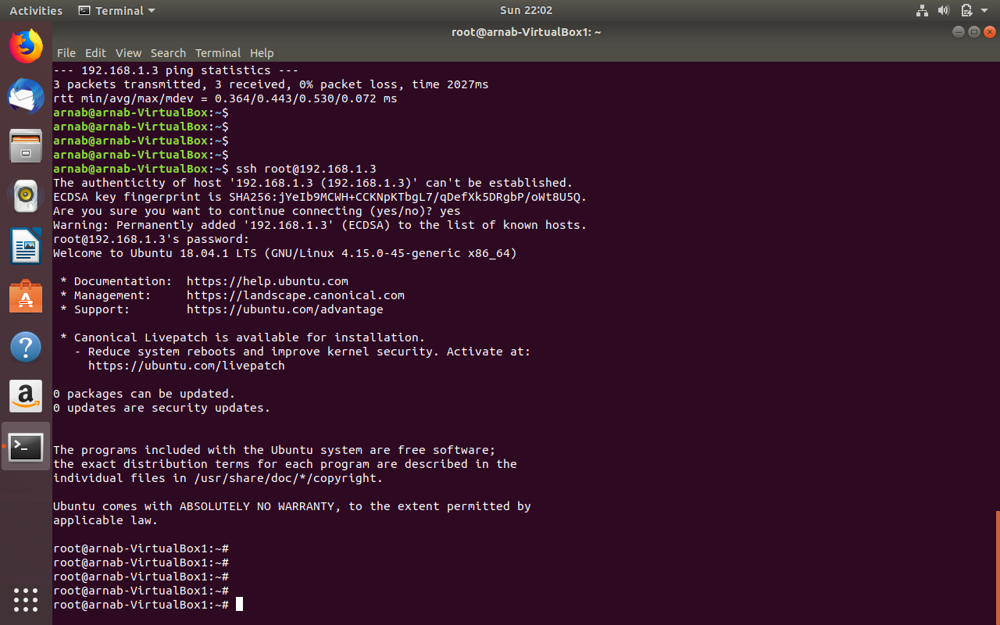 Activities Terminal Sun 22:02
root@arnab-VirtualBox1: ~
File Edit View Search Terminal Help
--- 192.168.1.3 ping statistics ---
3 packets transmitted, 3 received, 0% packet loss, time 2027ms
rtt min/avg/max/mdev = 0.364/0.443/0.530/0.072 ms
arnab@arnab-VirtualBox:~$
arnab@arnab-VirtualBox:~$
arnab@arnab-VirtualBox:~$
arnab@arnab-VirtualBox:~$
arnab@arnab-VirtualBox:~$ ssh root@192.168.1.3
The authenticity of host '192.168.1.3 (192.168.1.3)' can't be established.
ECDSA key fingerprint is SHA256:jYeIb9MCWH+CCKNpKTbgL7/qDefXk5DRgbP/oWt8U5Q.
Are you sure you want to continue connecting (yes/no)? yes
Warning: Permanently added '192.168.1.3' (ECDSA) to the list of known hosts.
root@192.168.1.3's password:
Welcome to Ubuntu 18.04.1 LTS (GNU/Linux 4.15.0-45-generic x86_64)
* Documentation:  https://help.ubuntu.com
* Management:     https://landscape.canonical.com
* Support:        https://ubuntu.com/advantage
* Canonical Livepatch is available for installation.
- Reduce system reboots and improve kernel security. Activate at:
https://ubuntu.com/livepatch
0 packages can be updated.
0 updates are security updates.
The programs included with the Ubuntu system are free software;
the exact distribution terms for each program are described in the
individual files in /usr/share/doc/*/copyright.
Ubuntu comes with ABSOLUTELY NO WARRANTY, to the extent permitted by
applicable law.
root@arnab-VirtualBox1:~#
root@arnab-VirtualBox1:~#
root@arnab-VirtualBox1:~#
root@arnab-VirtualBox1:~#
root@arnab-VirtualBox1:~#